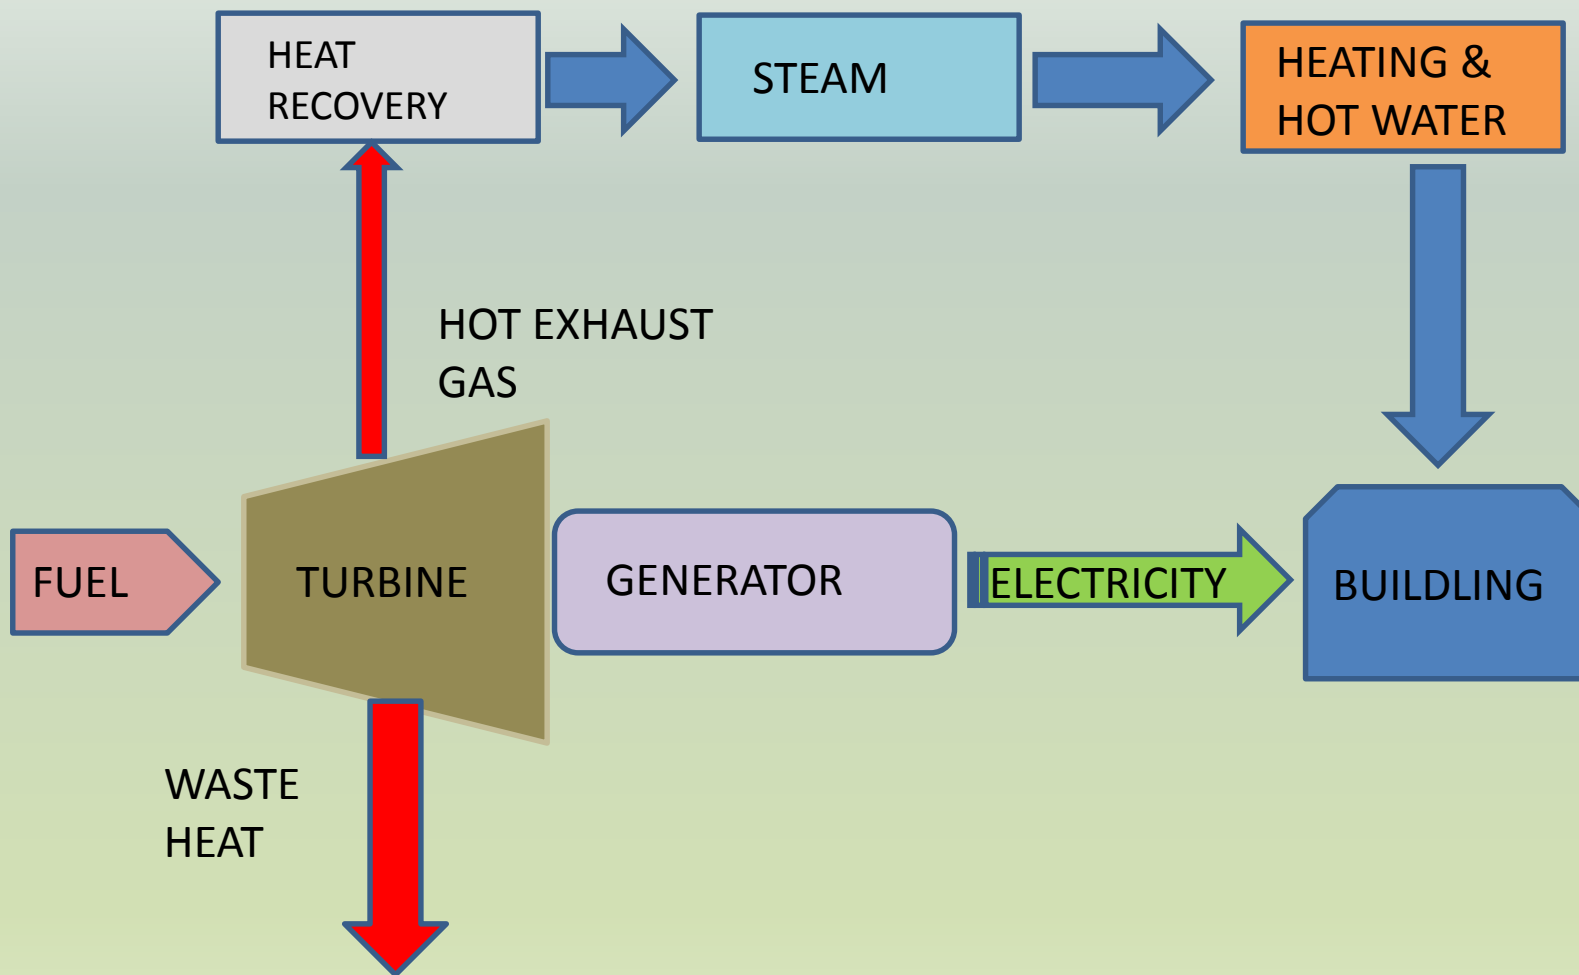 HEAT
RECOVERY
STEAM
HEATING &
HOT WATER
HOT EXHAUST
GAS
FUEL
TURBINE
GENERATOR
ELECTRICITY
BUILDLING
WASTE
HEAT